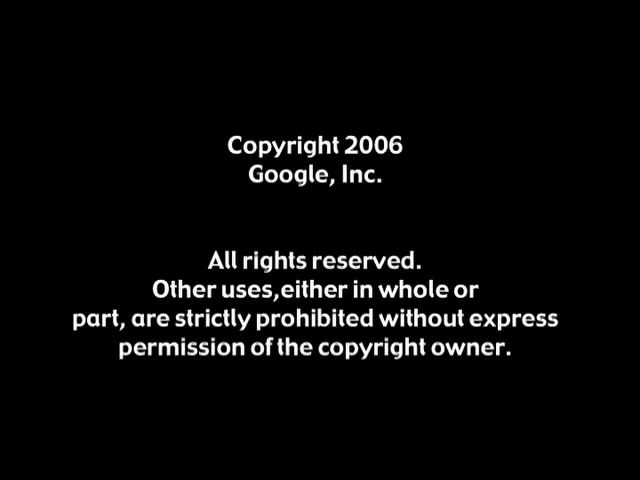 Copyright 2006
Google, Inc.
All rights reserved.
Other uses,either in whole or
part, are strictly prohibited without express
permission of the copyright owner.